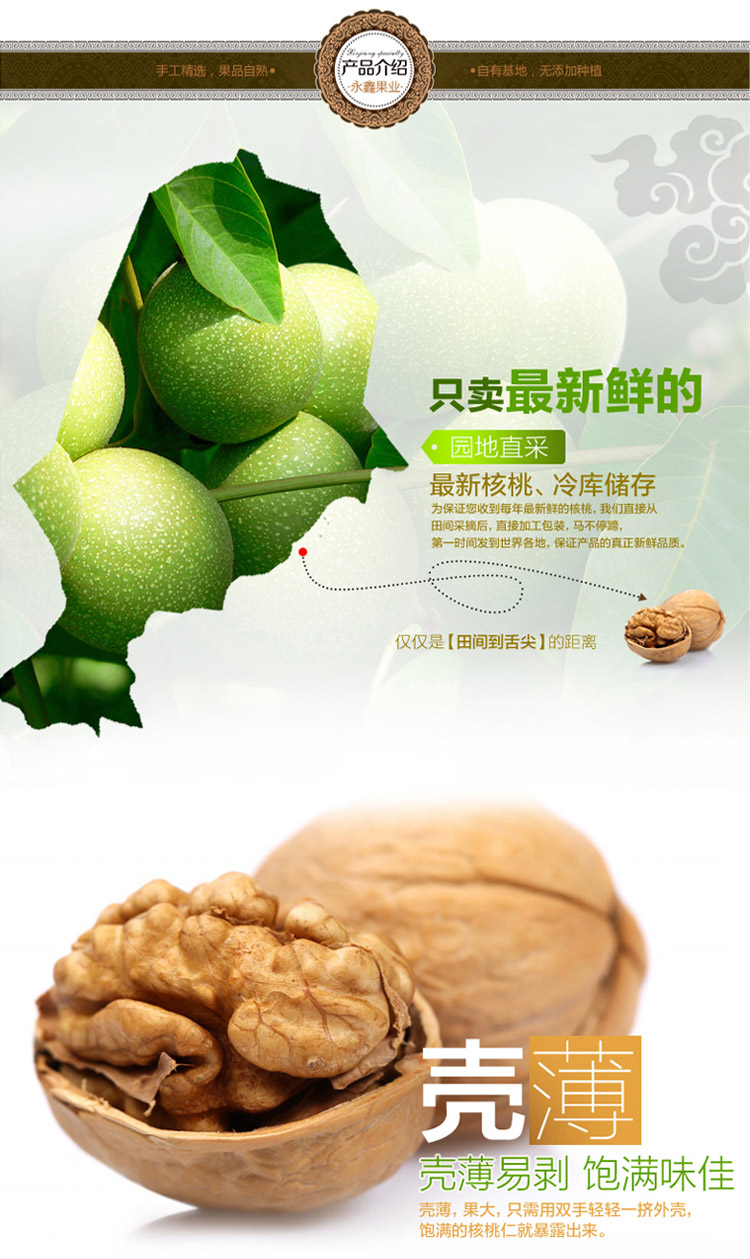 Xinjiang specialty
手工精选，果品自熟•
产品介绍
•自有基地，无添加种植
·永鑫果业·
只卖最新鲜的
园地直采
最新核桃、冷库储存
为保证您收到每年最新鲜的核桃，我们直接从
田间采摘后，直接加工包装，马不停蹄，
第一时间发到世界各地，保证产品的真正新鲜品质。
仅仅是【田间到舌尖】的距离
壳薄
壳薄易剥 饱满味佳
壳薄，果大，只需用双手轻轻一挤外壳，
饱满的核桃仁就暴露出来。